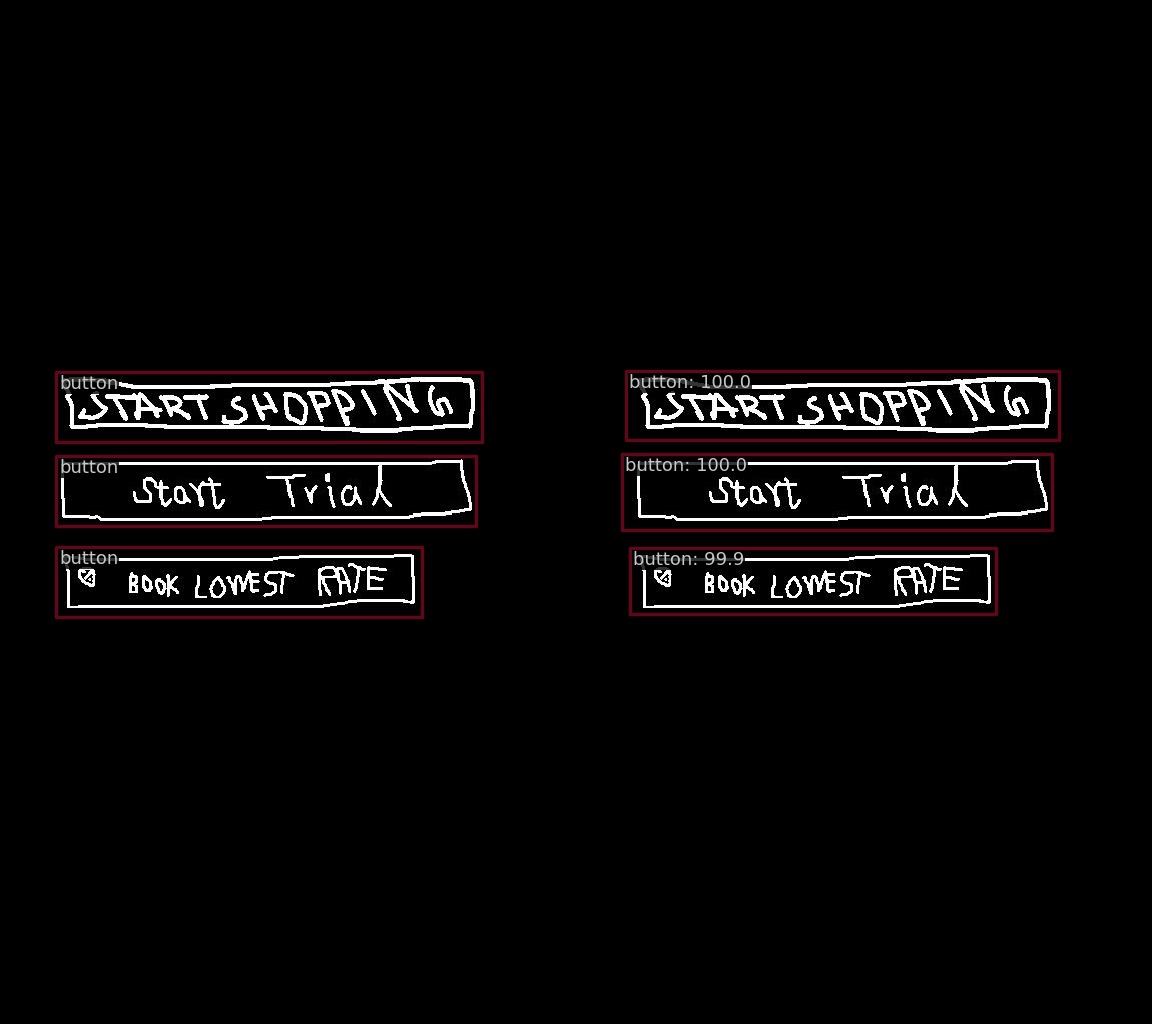 button button: 100.0
START SHOPPING START SHOPPING
button button: 100.0
Start Trial Start Trial
button button: 99.9
BOOK LOWEST RATE BOOK LOWEST RATE